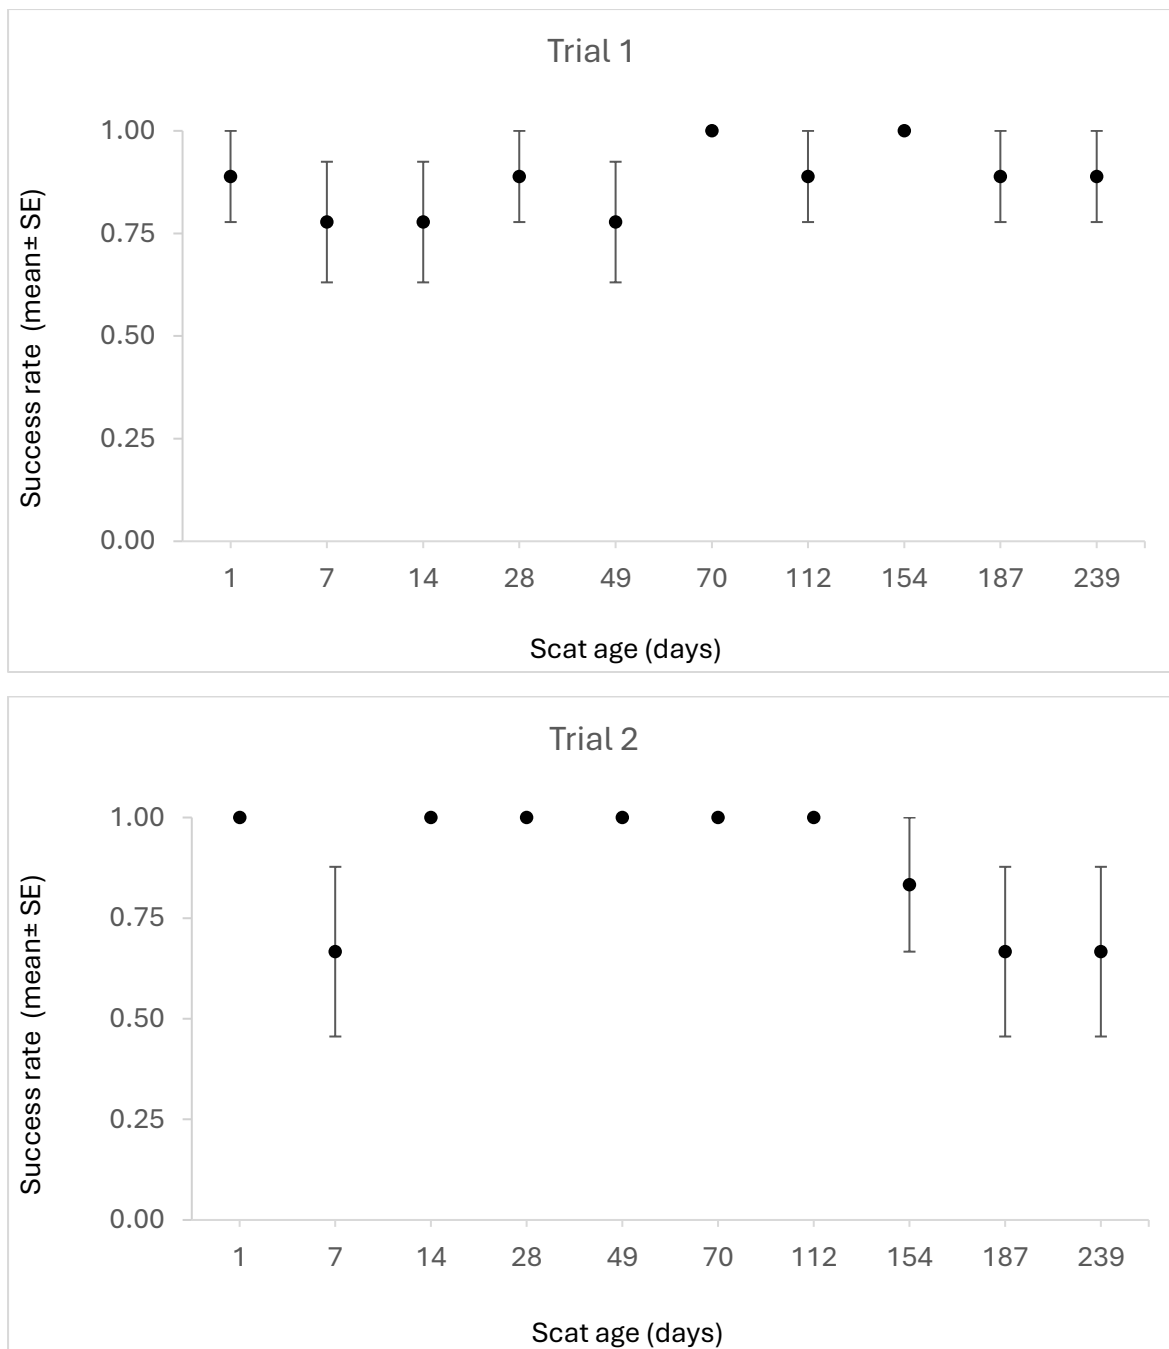 Trial 1
Success rate (mean± SE)
1.00
0.75
0.50
0.25
0.00
1 7 14 28 49 70 112 154 187 239
Scat age (days)
Trial 2
Success rate (mean± SE)
1.00
0.75
0.50
0.25
0.00
1 7 14 28 49 70 112 154 187 239
Scat age (days)